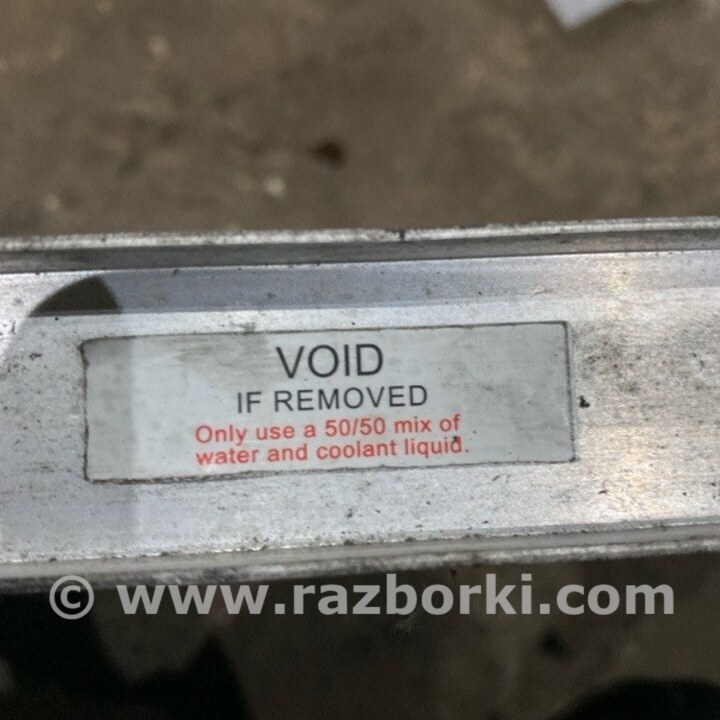 VOID
IF REMOVED
Only use a 50/50 mix of
water and coolant liquid.
© www.razborki.com